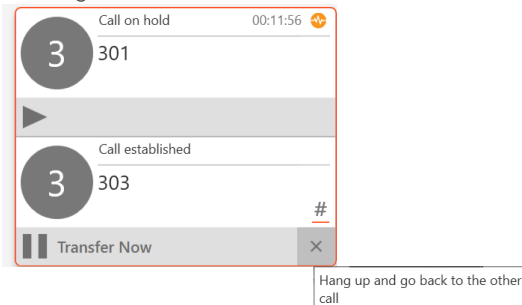 Call on hold 00:11:56
3
301
Call established
3
303
#
Transfer Now ×
Hang up and go back to the other
call